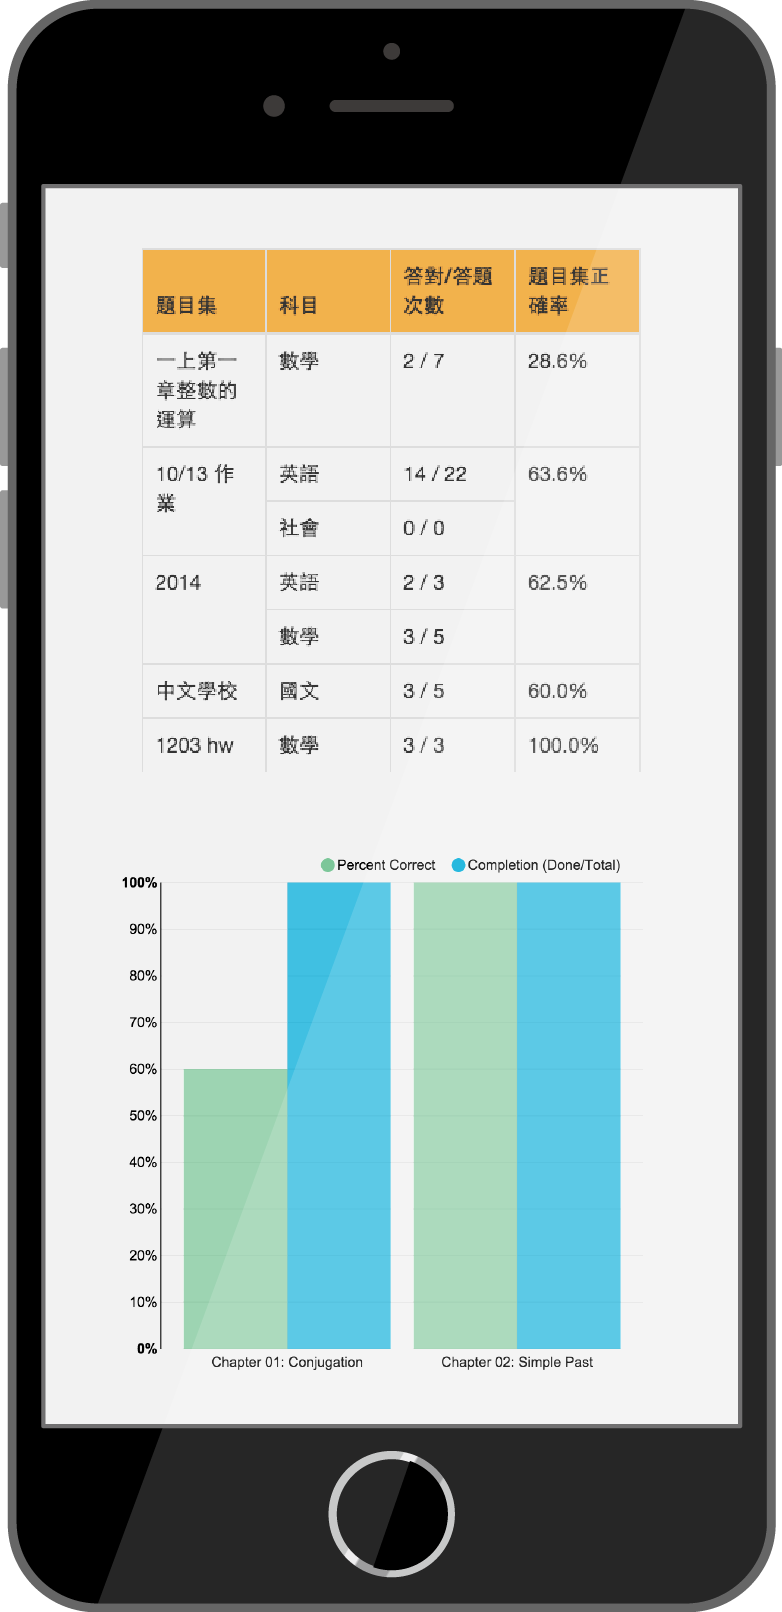 題目集 科目 答對/答題次數 題目集正確率
一上第一章整數的運算 數學 2 / 7 28.6%
10/13 作業 英語 14 / 22 63.6%
社會 0 / 0
2014 英語 2 / 3 62.5%
數學 3 / 5
中文學校 國文 3 / 5 60.0%
1203 hw 數學 3 / 3 100.0%
Percent Correct Completion (Done/Total)
100%
90%
80%
70%
60%
50%
40%
30%
20%
10%
0%
Chapter 01: Conjugation Chapter 02: Simple Past